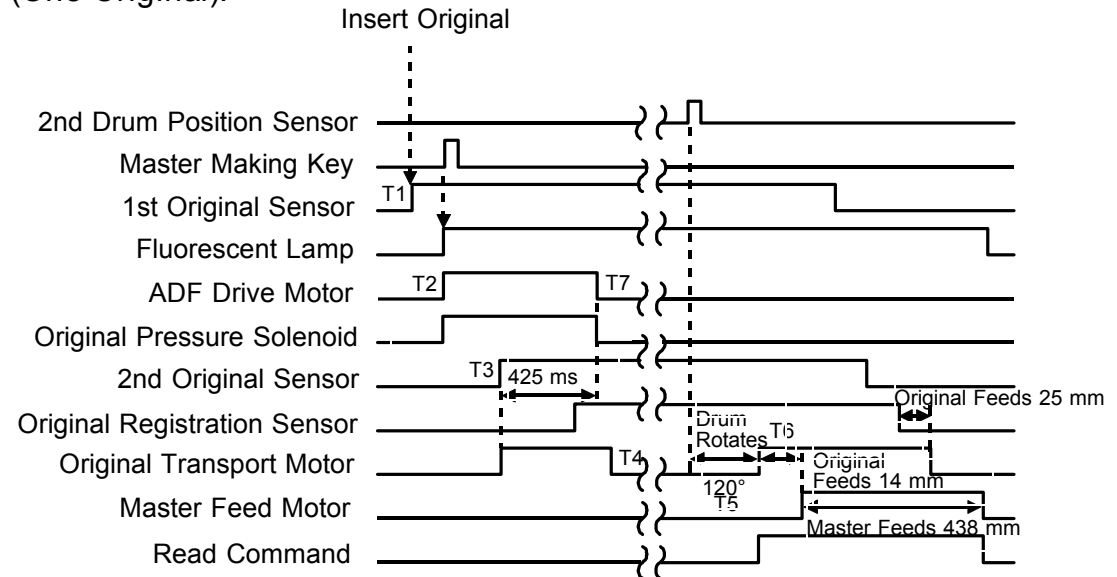 (One Original).
Insert Original
2nd Drum Position Sensor
Master Making Key
T1
1st Original Sensor
Fluorescent Lamp
T2
T7
ADF Drive Motor
Original Pressure Solenoid
T3
425 ms
2nd Original Sensor
Original Feeds 25 mm
Original Registration Sensor
Drum
Rotates
T6
Original Transport Motor
T4
Original
Feeds 14 mm
120°
T5
Master Feed Motor
Master Feeds 438 mm
Read Command